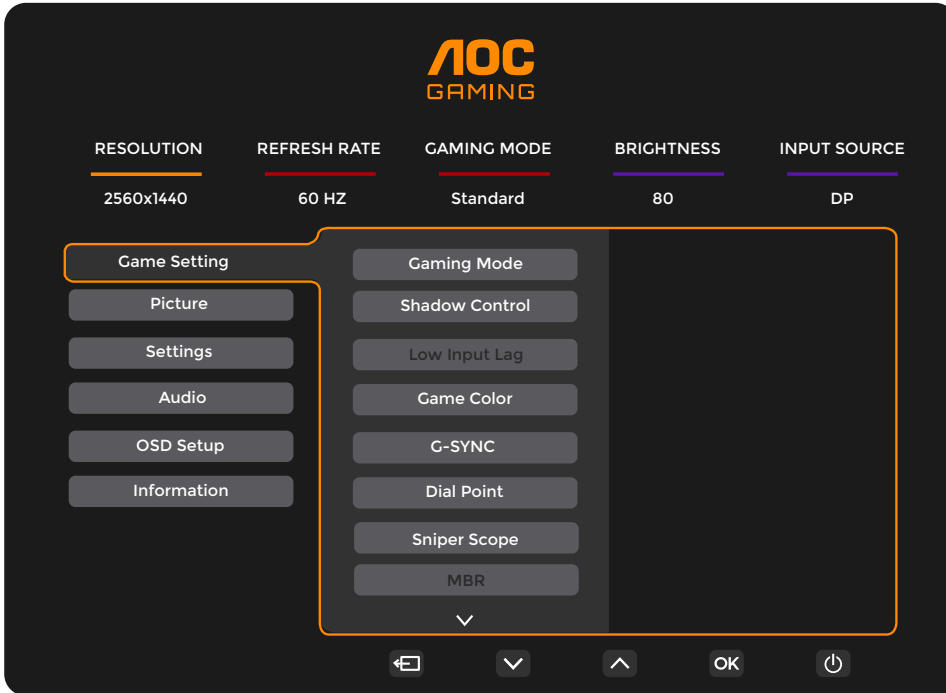 AOC
GAMING
RESOLUTION REFRESH RATE GAMING MODE BRIGHTNESS INPUT SOURCE
2560x1440 60 HZ Standard 80 DP
Game Setting
Picture
Settings
Audio
OSD Setup
Information
Gaming Mode
Shadow Control
Low Input Lag
Game Color
G-SYNC
Dial Point
Sniper Scope
MBR
OK